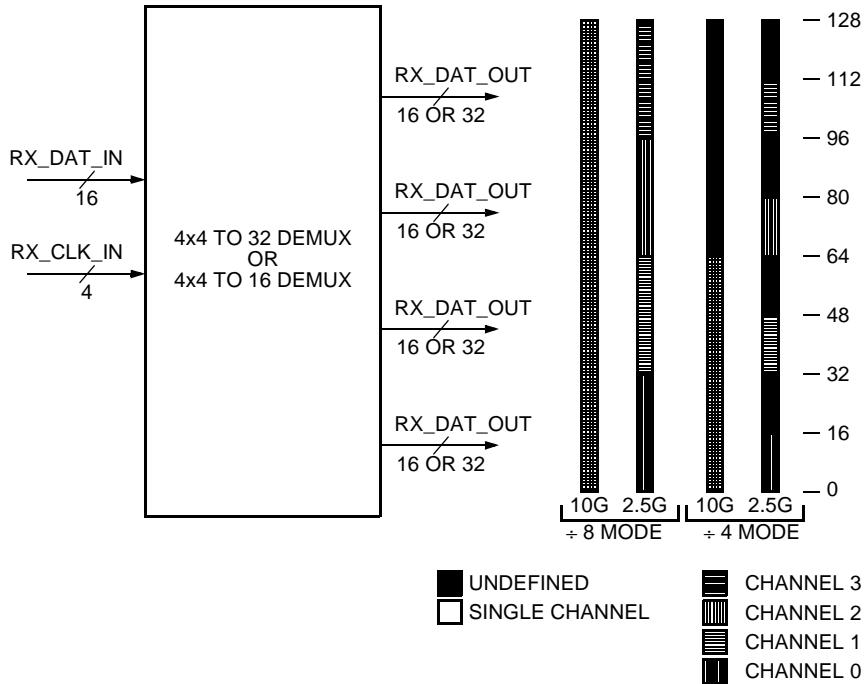 RX_DAT_IN
16
RX_CLK_IN
4
4x4 TO 32 DEMUX
OR
4x4 TO 16 DEMUX
RX_DAT_OUT
16 OR 32
RX_DAT_OUT
16 OR 32
RX_DAT_OUT
16 OR 32
RX_DAT_OUT
16 OR 32
128
112
96
80
64
48
32
16
0
10G 2.5G 10G 2.5G
÷ 8 MODE ÷ 4 MODE
UNDEFINED
SINGLE CHANNEL
CHANNEL 3
CHANNEL 2
CHANNEL 1
CHANNEL 0